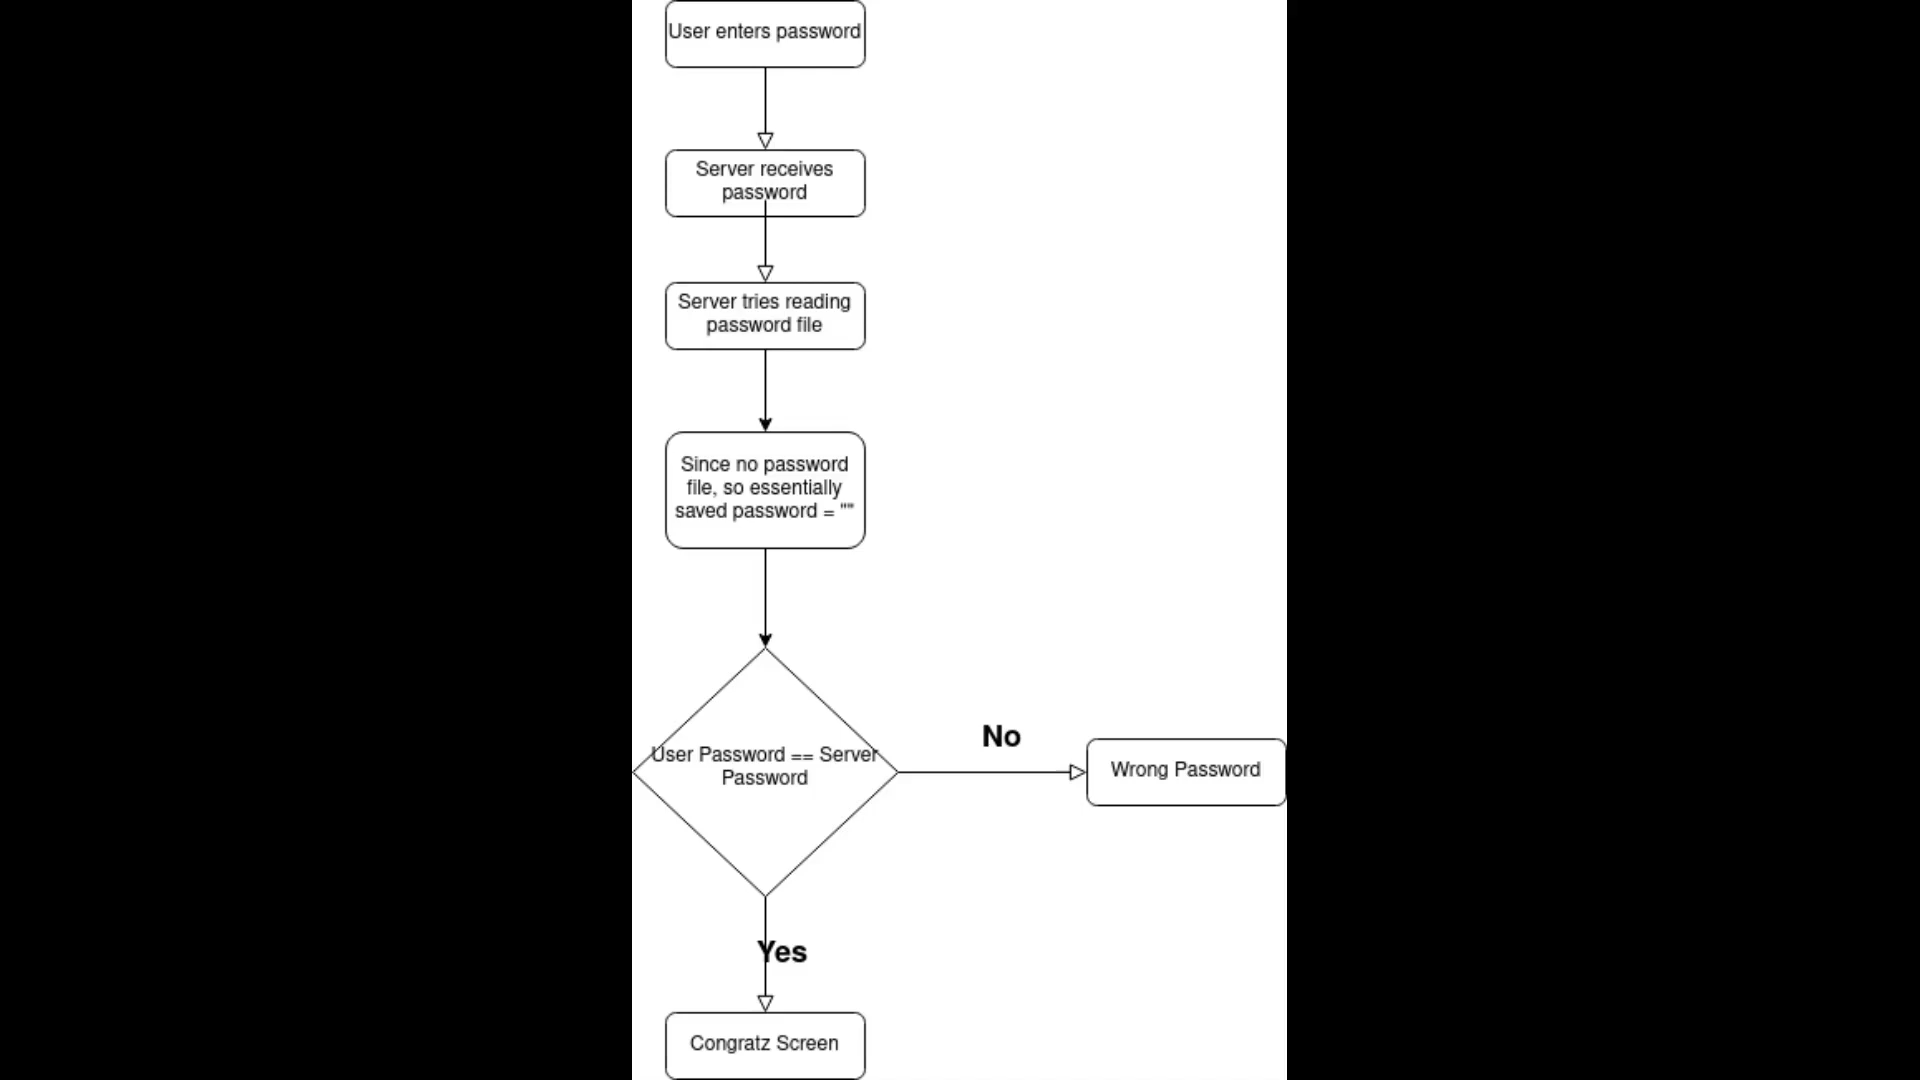 User enters password
Server receives
password
Server tries reading
password file
Since no password
file, so essentially
saved password = ""
User Password == Server
Password
No
Wrong Password
Yes
Congratz Screen